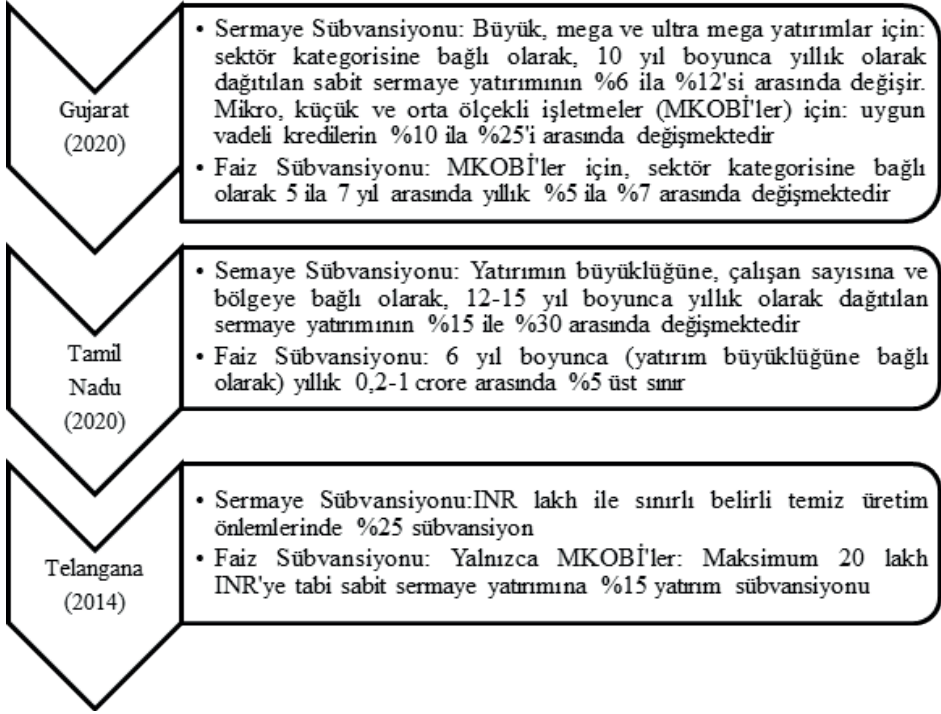 Gujarat
(2020)
• Sermaye Sübvansiyonu: Büyük, mega ve ultra mega yatırımlar için:
sektör kategorisine bağlı olarak, 10 yıl boyunca yıllık olarak
dağıtılan sabit sermaye yatırımının %6 ila %12'si arasında değişir.
Mikro, küçük ve orta ölçekli işletmeler (MKOBİ'ler) için: uygun
vadeli kredilerin %10 ila %25'i arasında değişmektedir
• Faiz Sübvansiyonu: MKOBİ'ler için, sektör kategorisine bağlı
olarak 5 ila 7 yıl arasında yıllık %5 ila %7 arasında değişmektedir
Tamil
Nadu
(2020)
• Semaye Sübvansiyonu: Yatırımın büyüklüğüne, çalışan sayısına ve
bölgeye bağlı olarak, 12-15 yıl boyunca yıllık olarak dağıtılan
sermaye yatırımının %15 ile %30 arasında değişmektedir
• Faiz Sübvansiyonu: 6 yıl boyunca (yatırım büyüklüğüne bağlı
olarak) yıllık 0,2-1 crore arasında %5 üst sınır
Telangana
(2014)
• Sermaye Sübvansiyonu:INR lakh ile sınırlı belirli temiz üretim
önlemlerinde %25 sübvansiyon
• Faiz Sübvansiyonu: Yalnızca MKOBİ'ler: Maksimum 20 lakh
INR'ye tabi sabit sermaye yatırımına %15 yatırım sübvansiyonu